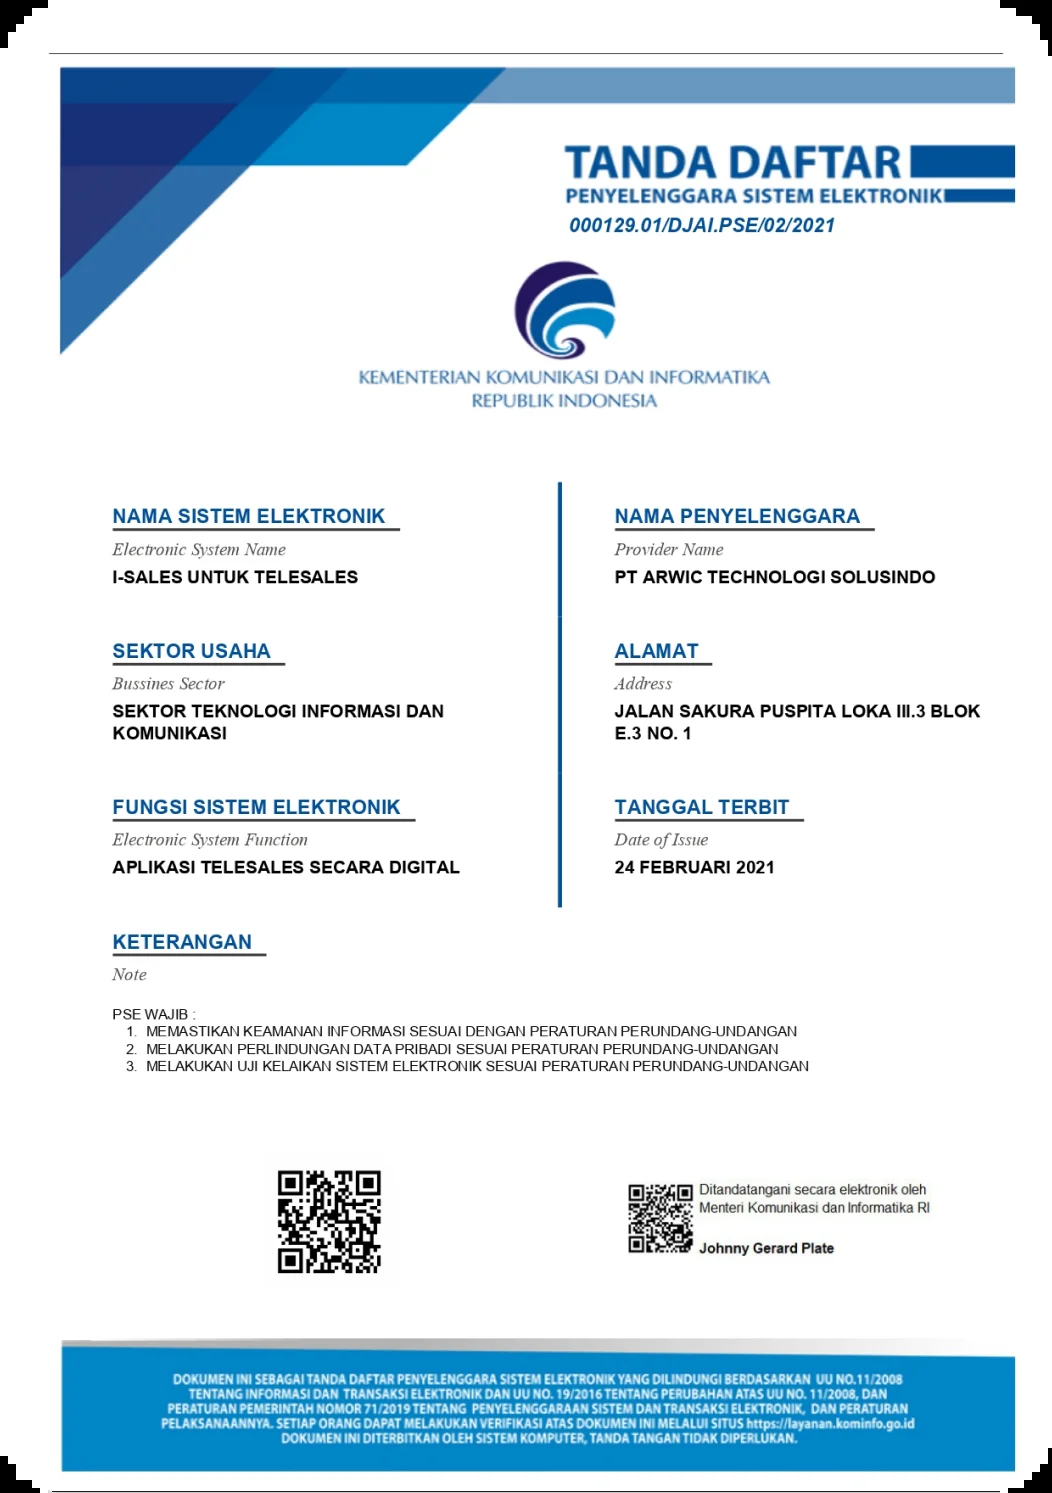 TANDA DAFTAR
PENYELENGGARA SISTEM ELEKTRONIK
000129.01/DJAI.PSE/02/2021
KEMENTERIAN KOMUNIKASI DAN INFORMATIKA
REPUBLIK INDONESIA
NAMA SISTEM ELEKTRONIK
Electronic System Name
I-SALES UNTUK TELESALES
NAMA PENYELENGGARA
Provider Name
PT ARWIC TECHNOLOGI SOLUSINDO
SEKTOR USAHA
Bussines Sector
SEKTOR TEKNOLOGI INFORMASI DAN
KOMUNIKASI
ALAMAT
Address
JALAN SAKURA PUSPITA LOKA III.3 BLOK
E.3 NO. 1
FUNGSI SISTEM ELEKTRONIK
Electronic System Function
APLIKASI TELESALES SECARA DIGITAL
TANGGAL TERBIT
Date of Issue
24 FEBRUARI 2021
KETERANGAN
Note
PSE WAJIB :
1. MEMASTIKAN KEAMANAN INFORMASI SESUAI DENGAN PERATURAN PERUNDANG-UNDANGAN
2. MELAKUKAN PERLINDUNGAN DATA PRIBADI SESUAI PERATURAN PERUNDANG-UNDANGAN
3. MELAKUKAN UJI KELAIKAN SISTEM ELEKTRONIK SESUAI PERATURAN PERUNDANG-UNDANGAN
Ditandatangani secara elektronik oleh
Menteri Komunikasi dan Informatika RI
Johnny Gerard Plate
DOKUMEN INI SEBAGAI TANDA DAFTAR PENYELENGGARA SISTEM ELEKTRONIK YANG DILINDUNGI BERDASARKAN UU NO.11/2008
TENTANG INFORMASI DAN TRANSAKSI ELEKTRONIK DAN UU NO. 19/2016 TENTANG PERUBAHAN ATAS UU NO. 11/2008, DAN
PERATURAN PEMERINTAH NOMOR 71/2019 TENTANG PENYELENGGARAAN SISTEM DAN TRANSAKSI ELEKTRONIK, DAN PERATURAN
PELAKSANAANNYA. SETIAP ORANG DAPAT MELAKUKAN VERIFIKASI ATAS DOKUMEN INI MELALUI SITUS https://layanan.kominfo.go.id
DOKUMEN INI DITERBITKAN OLEH SISTEM KOMPUTER, TANDA TANGAN TIDAK DIPERLUKAN.